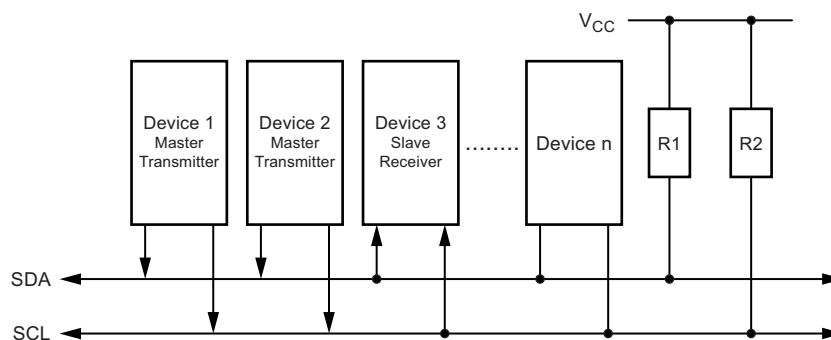 VCC
Device 1
Master
Transmitter
Device 2
Master
Transmitter
Device 3
Slave
Receiver
........
Device n
R1
R2
SDA
SCL